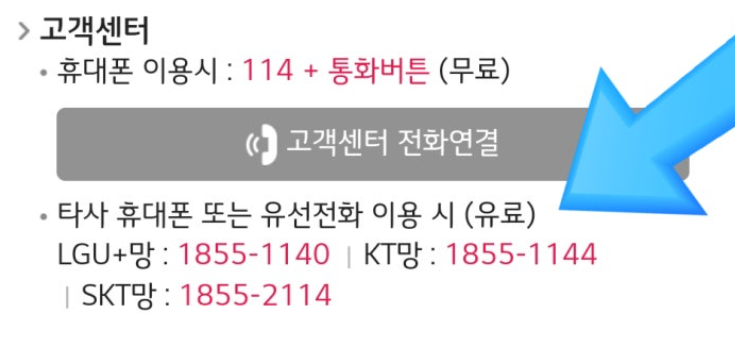 > 고객센터
• 휴대폰 이용시 : 114 + 통화버튼 (무료)
고객센터 전화연결
• 타사 휴대폰 또는 유선전화 이용 시 (유료)
LGU+망 : 1855-1140 | KT망 : 1855-1144
| SKT망 : 1855-2114